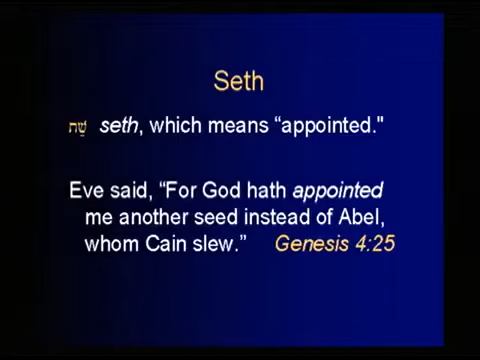 Seth
שַׁת seth, which means “appointed."
Eve said, “For God hath appointed
me another seed instead of Abel,
whom Cain slew.” Genesis 4:25